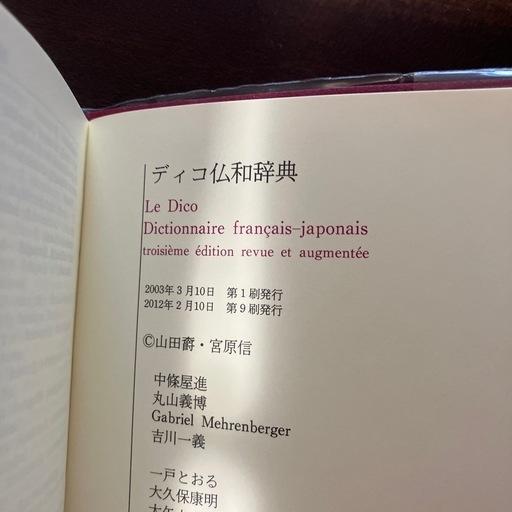 ディコ仏和辞典
Le Dico
Dictionnaire français–japonais
troisième édition revue et augmentée
2003年3月10日　第1刷発行
2012年2月10日　第9刷発行
©山田𣝣・宮原信
中條屋進
丸山義博
Gabriel Mehrenberger
吉川一義
一戸とおる
大久保康明